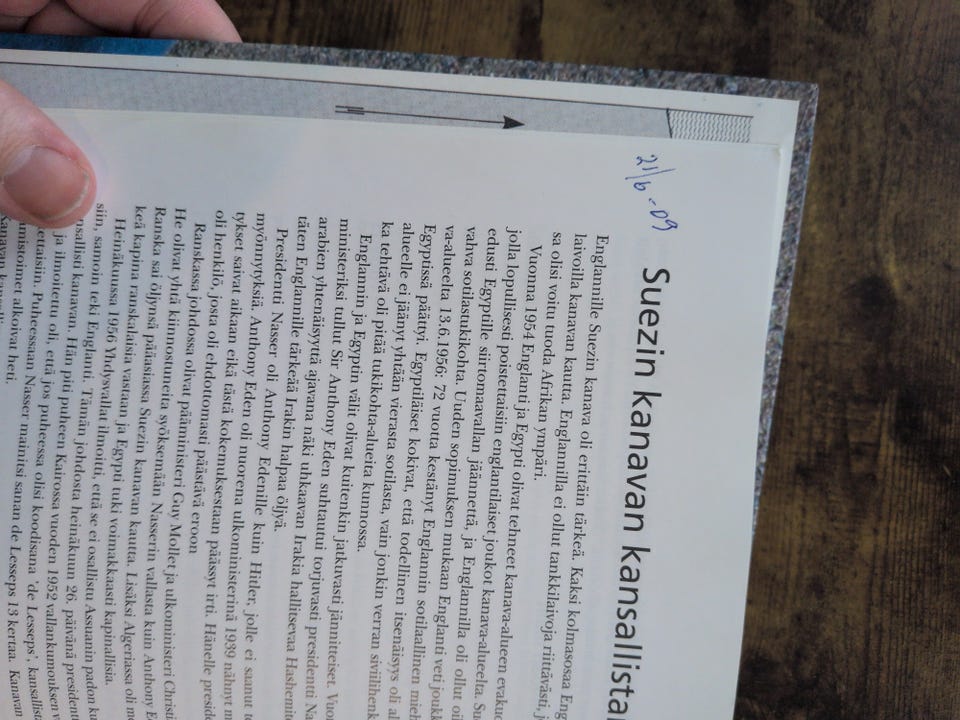 21/6-09
Suezin kanavan kansallista
Englannille Suezin kanava oli erittäin tärkeä. Kaksi kolmasosaa Eng
laivoilla kanavan kautta. Englannilla ei ollut tankkilaivoja riittävästi, j
sa olisi voitu tuoda Afrikan ympäri.
Vuonna 1954 Englanti ja Egypti olivat tehneet kanava-alueen evakuo
jolla lopullisesti poistettaisiin englantilaiset joukot kanava-alueelta. Su
edusti Egyptille siirtomaavallan jäännettä, ja Englannilla oli ollut oi
vahva sotilastukikohta. Uuden sopimuksen mukaan Englanti veti joukk
va-alueelta 13.6.1956: 72 vuotta kestänyt Englannin sotilaallinen mieh
Egyptissä päättyi. Egyptiläiset kokivat, että todellinen itsenäisyys oli al
alueelle ei jäänyt yhtään vierasta sotilasta, vain jonkin verran siviilihenk
ka tehtävä oli pitää tukikohta-alueita kunnossa.
Englannin ja Egyptin välit olivat kuitenkin jatkuvasti jännitteiset. Vuon
ministeriksi tullut Sir Anthony Eden suhtautui torjuvasti presidentti Na
arabien yhtenäisyyttä ajavana näki uhkaavan Irakia hallitsevaa Hashemit
täten Englannille tärkeää Irakin halpaa öljyä.
Presidentti Nasser oli Anthony Edenille kuin Hitler, jolle ei saanut te
myönnytyksiä. Anthony Eden oli nuorena ulkoministerinä 1939 nähnyt m
tykset saivat aikaan eikä tästä kokemuksestaan päässyt irti. Hänelle preside
oli henkilö, josta oli ehdottomasti päästävä eroon
Ranskassa johdossa olivat pääministeri Guy Mollet ja ulkoministeri Christi
He olivat yhtä kiinnostuneita syöksemään Nasserin vallasta kuin Anthony E
Ranska sai öljynsä pääasiassa Suezin kanavan kautta. Lisäksi Algeriassa oli me
keä kapina ranskalaisia vastaan ja Egypti tuki voimakkaasti kapinallisia.
Heinäkuussa 1956 Yhdysvallat ilmoitti, että se ei osallistu Assuanin padon ku
siin, samoin teki Englanti. Tämän johdosta heinäkuun 26. päivänä president
nsallisti kanavan. Hän piti puheen Kairossa vuoden 1952 vallankumouksen v
ja ilmoitettu oli, että jos puheessa olisi koodisana 'de Lesseps', kansallist
ettaisiin. Puheessaan Nasser mainitsi sanan de Lesseps 13 kertaa. Kanavan
mistoimet alkoivat heti.